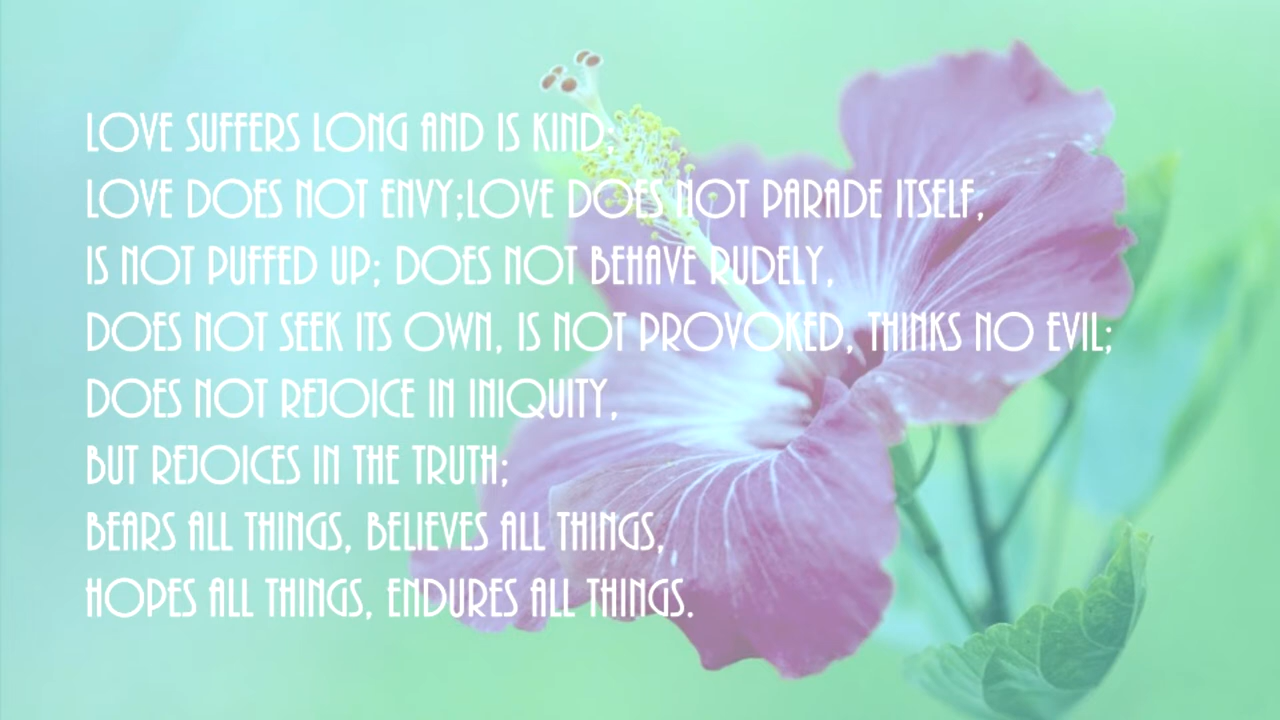 LOVE SUFFERS LONG AND IS KIND;
LOVE DOES NOT ENVY;LOVE DOES NOT PARADE ITSELF,
IS NOT PUFFED UP; DOES NOT BEHAVE RUDELY,
DOES NOT SEEK ITS OWN, IS NOT PROVOKED, THINKS NO EVIL;
DOES NOT REJOICE IN INIQUITY,
BUT REJOICES IN THE TRUTH;
BEARS ALL THINGS, BELIEVES ALL THINGS,
HOPES ALL THINGS, ENDURES ALL THINGS.